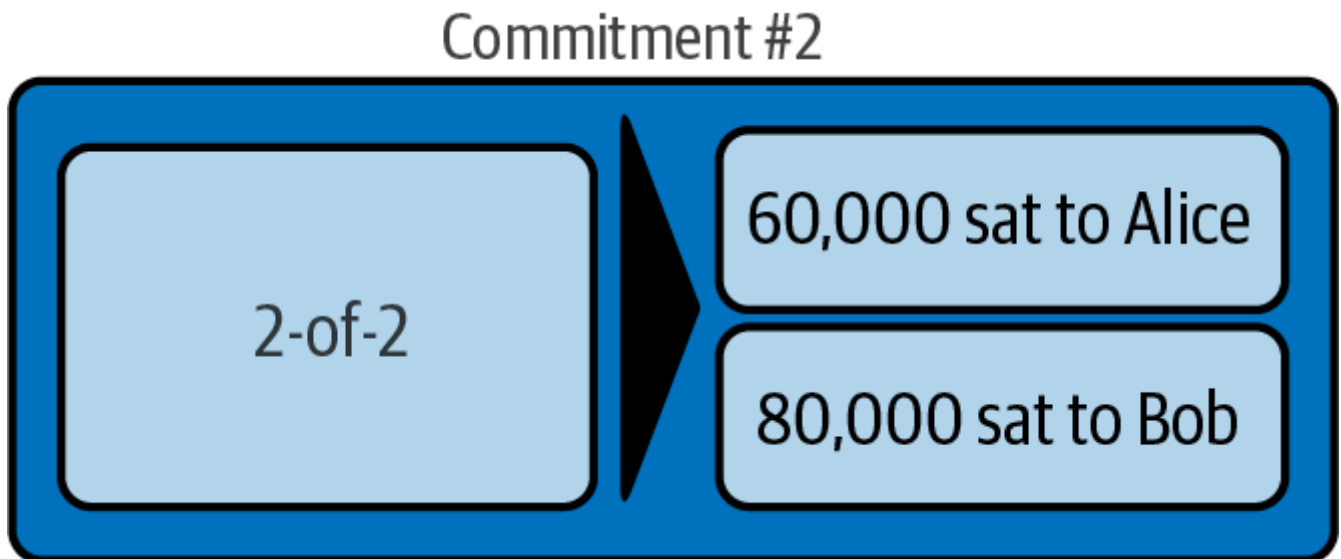 Commitment #2
2-of-2
60,000 sat to Alice
80,000 sat to Bob